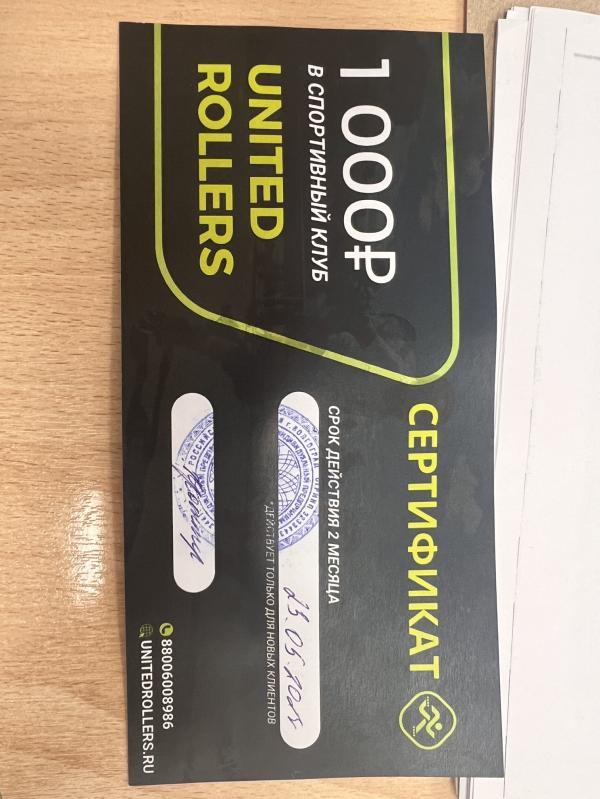 СЕРТИФИКАТ
1 000₽
В СПОРТИВНЫЙ КЛУБ
UNITED
ROLLERS
СРОК ДЕЙСТВИЯ 2 МЕСЯЦА
*ДЕЙСТВУЕТ ТОЛЬКО ДЛЯ НОВЫХ КЛИЕНТОВ
88006008986
UNITEDROLLERS.RU